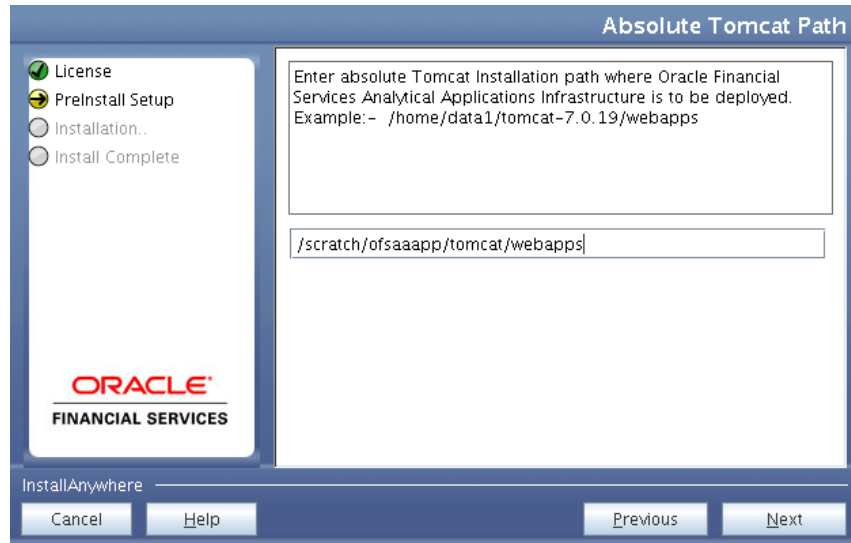 Absolute Tomcat Path
License
PreInstall Setup
Installation..
Install Complete
ORACLE
FINANCIAL SERVICES
Enter absolute Tomcat Installation path where Oracle Financial
Services Analytical Applications Infrastructure is to be deployed.
Example:- /home/data1/tomcat-7.0.19/webapps
/scratch/ofsaaapp/tomcat/webapps
InstallAnywhere
Cancel
Help
Previous
Next